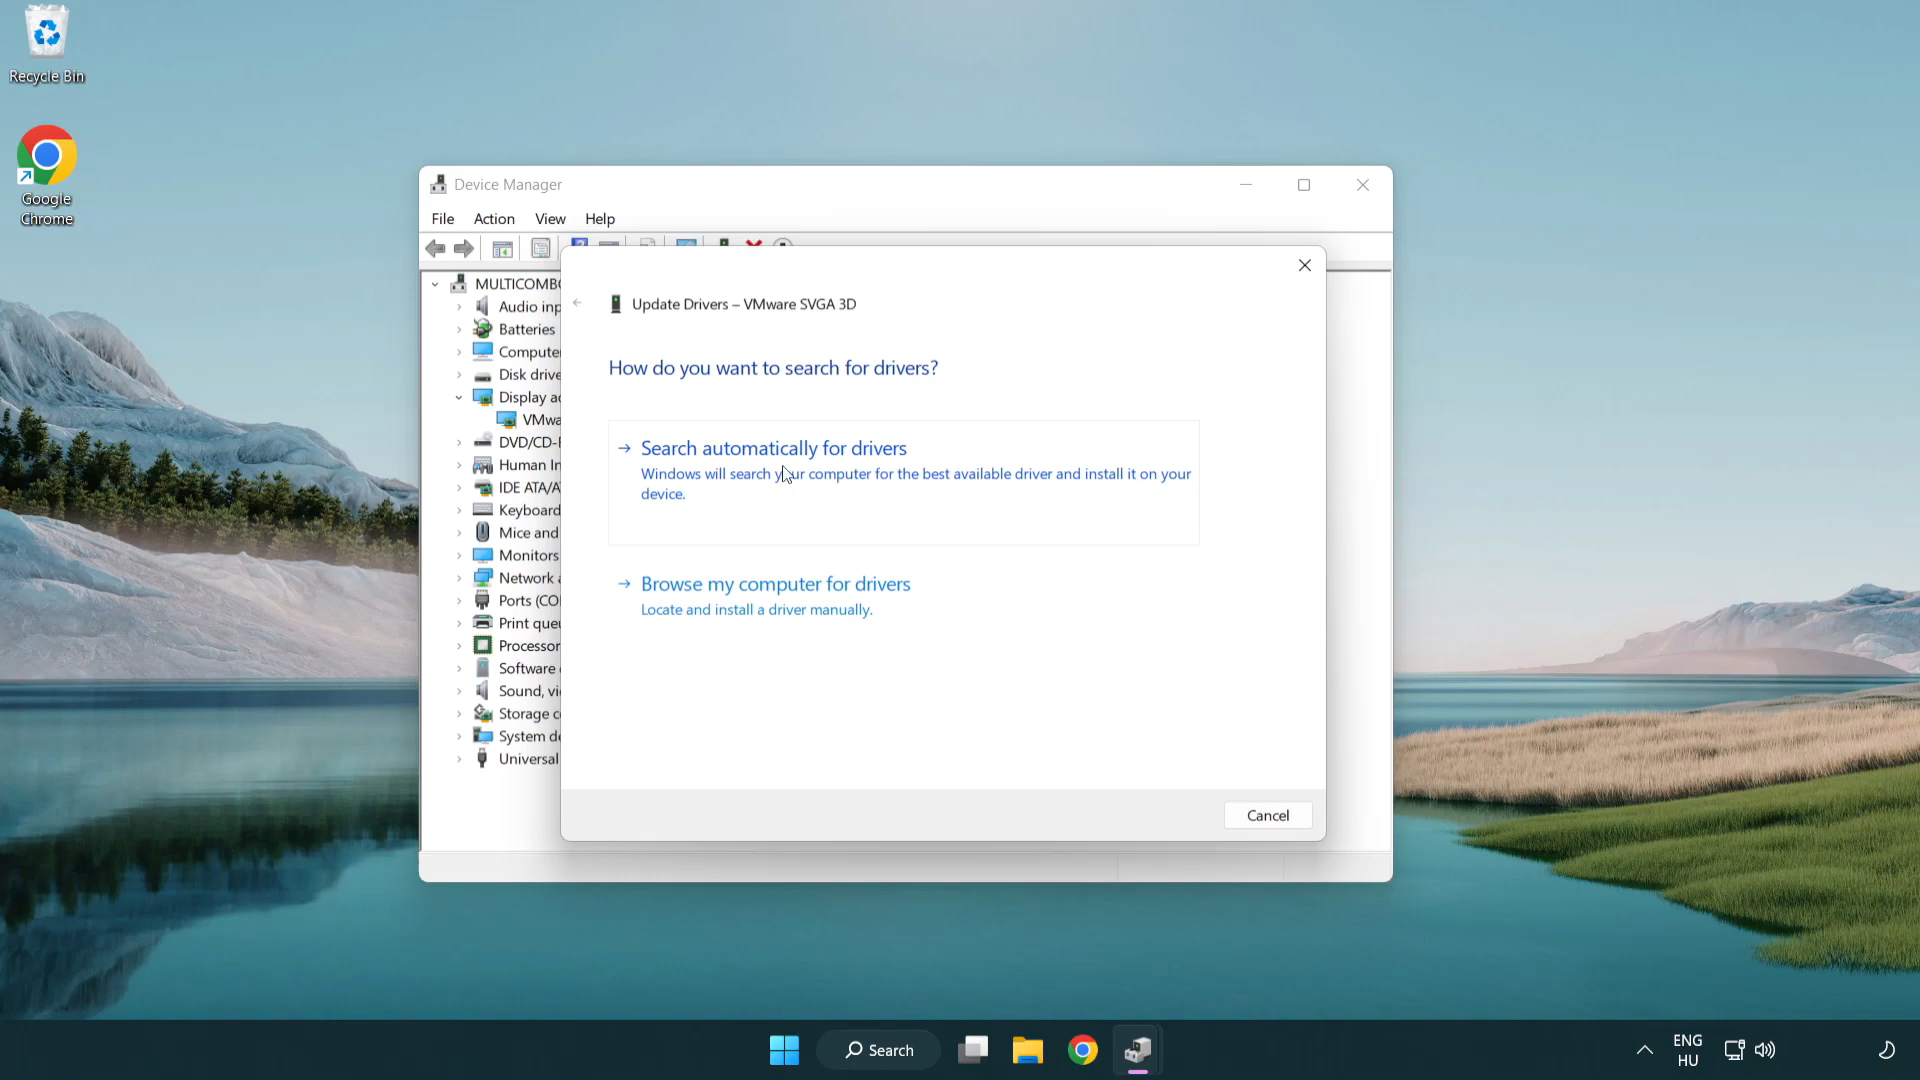 Recycle Bin
Google
Chrome
Device Manager
File Action View Help
MULTICOMBO
Audio inp
Batteries
Compute
Disk drive
Display a
VMwa
DVD/CD-R
Human In
IDE ATA/A
Keyboard
Mice and
Monitors
Network a
Ports (CO
Print que
Processor
Software
Sound, vi
Storage c
System de
Universal
Update Drivers – VMware SVGA 3D
How do you want to search for drivers?
Search automatically for drivers
Windows will search your computer for the best available driver and install it on your
device.
Browse my computer for drivers
Locate and install a driver manually.
Cancel
Search
ENG
HU